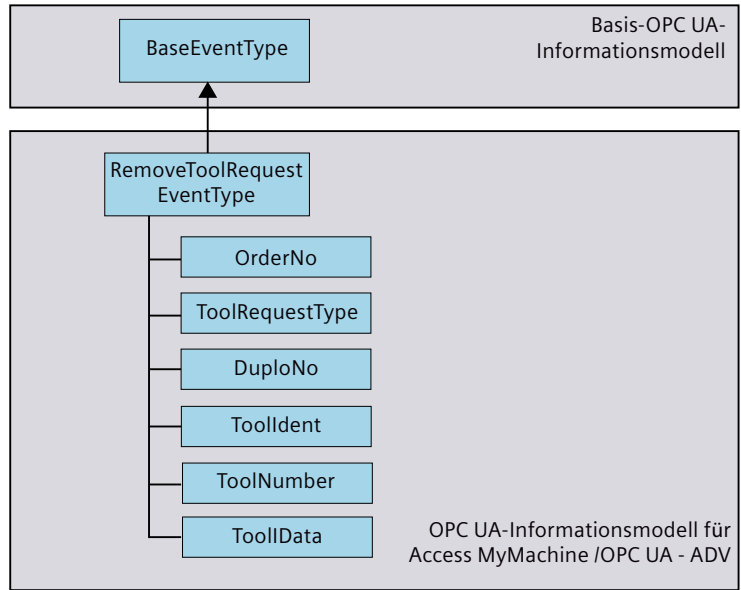 Basis-OPC UA-
Informationsmodell
BaseEventType
RemoveToolRequest
EventType
OrderNo
ToolRequestType
DuploNo
ToolIdent
ToolNumber
ToolIData
OPC UA-Informationsmodell für
Access MyMachine /OPC UA - ADV